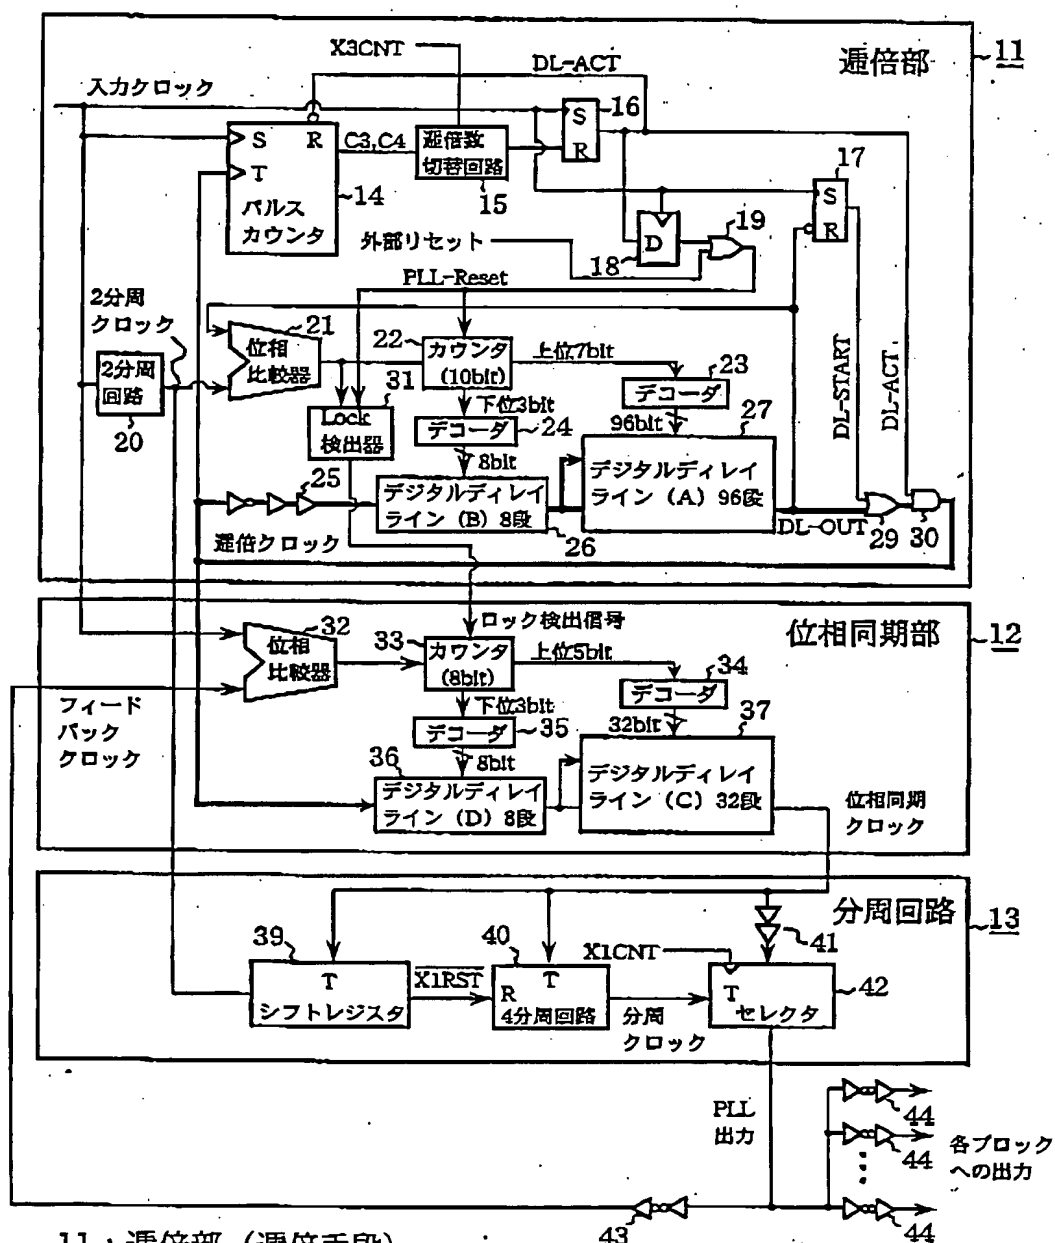 X3CNT
DL-ACT
逓倍部
11
入力クロック
S
R
T
パルス
カウンタ
14
C3,C4
逓倍数
切替回路
15
S
R
16
17
S
R
D
18
19
外部リセット
PLL-Reset
2分周
クロック
21
位相
比較器
22
カウンタ
(10bit)
上位7bit
23
デコーダ
2分周
回路
20
31
Lock
検出器
下位3bit
デコーダ
24
8bit
96bit
27
デジタルディレイ
ライン(A)96段
25
デジタルディレイ
ライン(B)8段
26
DL-START
DL-ACT
DL-OUT
29
30
逓倍クロック
ロック検出信号
位相同期部
12
32
位相
比較器
33
カウンタ
(8bit)
上位5bit
34
デコーダ
フィード
バック
クロック
下位3bit
デコーダ
35
8bit
32bit
37
36
デジタルディレイ
ライン(D)8段
デジタルディレイ
ライン(C)32段
位相同期
クロック
分周回路
13
39
T
シフトレジスタ
X1RST
40
T
R
4分周回路
X1CNT
分周
クロック
41
T
セレクタ
42
PLL
出力
44
44
44
各ブロック
への出力
43
11:逓倍部(逓倍手段)